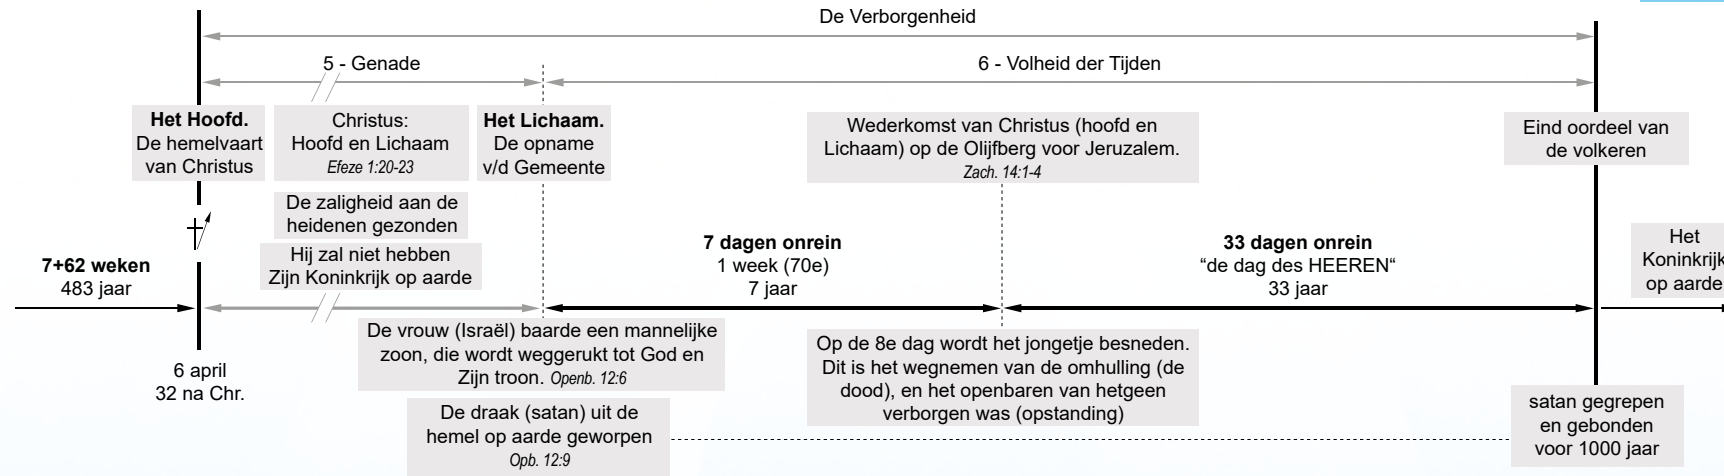 De Verborgenheid
5 - Genade
6 - Volheid der Tijden
Het Hoofd.
De hemelvaart
van Christus
Christus:
Hoofd en Lichaam
Efeze 1:20-23
Het Lichaam.
De opname
v/d Gemeente
Wederkomst van Christus (hoofd en
Lichaam) op de Olijfberg voor Jeruzalem.
Zach. 14:1-4
Eind oordeel van
de volkeren
De zaligheid aan de
heidenen gezonden
Hij zal niet hebben
Zijn Koninkrijk op aarde
7+62 weken
483 jaar
7 dagen onrein
1 week (70e)
7 jaar
33 dagen onrein
“de dag des HEEREN“
33 jaar
Het
Koninkrijk
op aarde
6 april
32 na Chr.
De vrouw (Israël) baarde een mannelijke
zoon, die wordt weggerukt tot God en
Zijn troon. Openb. 12:6
Op de 8e dag wordt het jongetje besneden.
Dit is het wegnemen van de omhulling (de
dood), en het openbaren van hetgeen
verborgen was (opstanding)
De draak (satan) uit de
hemel op aarde geworpen
Opb. 12:9
satan gegrepen
en gebonden
voor 1000 jaar